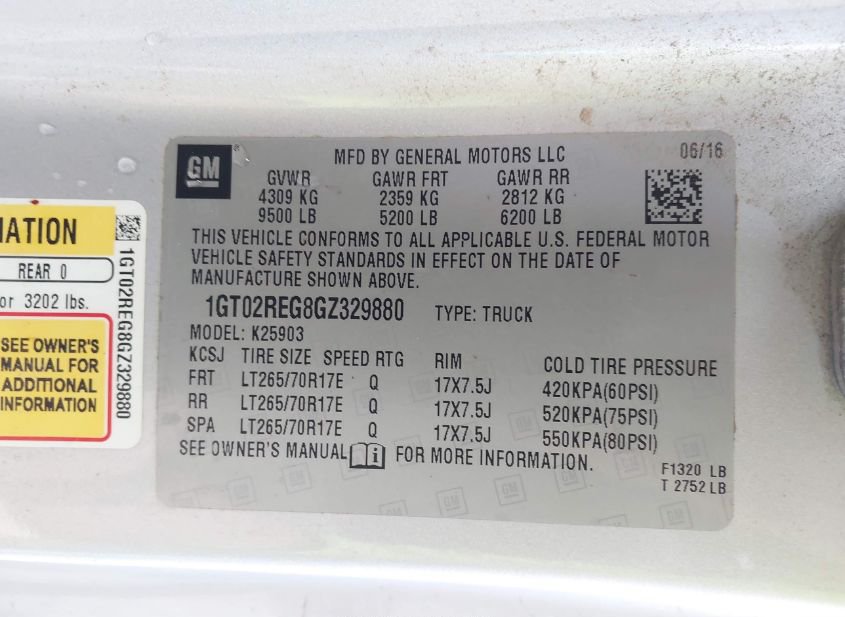 GM
MFD BY GENERAL MOTORS LLC 06/16
GVWR GAWR FRT GAWR RR
4309 KG 2359 KG 2812 KG
9500 LB 5200 LB 6200 LB
THIS VEHICLE CONFORMS TO ALL APPLICABLE U.S. FEDERAL MOTOR
VEHICLE SAFETY STANDARDS IN EFFECT ON THE DATE OF
MANUFACTURE SHOWN ABOVE.
1GT02REG8GZ329880 TYPE: TRUCK
MODEL: K25903
KCSJ TIRE SIZE SPEED RTG RIM COLD TIRE PRESSURE
FRT LT265/70R17E Q 17X7.5J 420KPA(60PSI)
RR LT265/70R17E Q 17X7.5J 520KPA(75PSI)
SPA LT265/70R17E Q 17X7.5J 550KPA(80PSI)
SEE OWNER'S MANUAL i FOR MORE INFORMATION.
F1320 LB
T 2752 LB
MATION
REAR 0
or 3202 lbs.
SEE OWNER'S
MANUAL FOR
ADDITIONAL
INFORMATION
1GT02REG8GZ329880